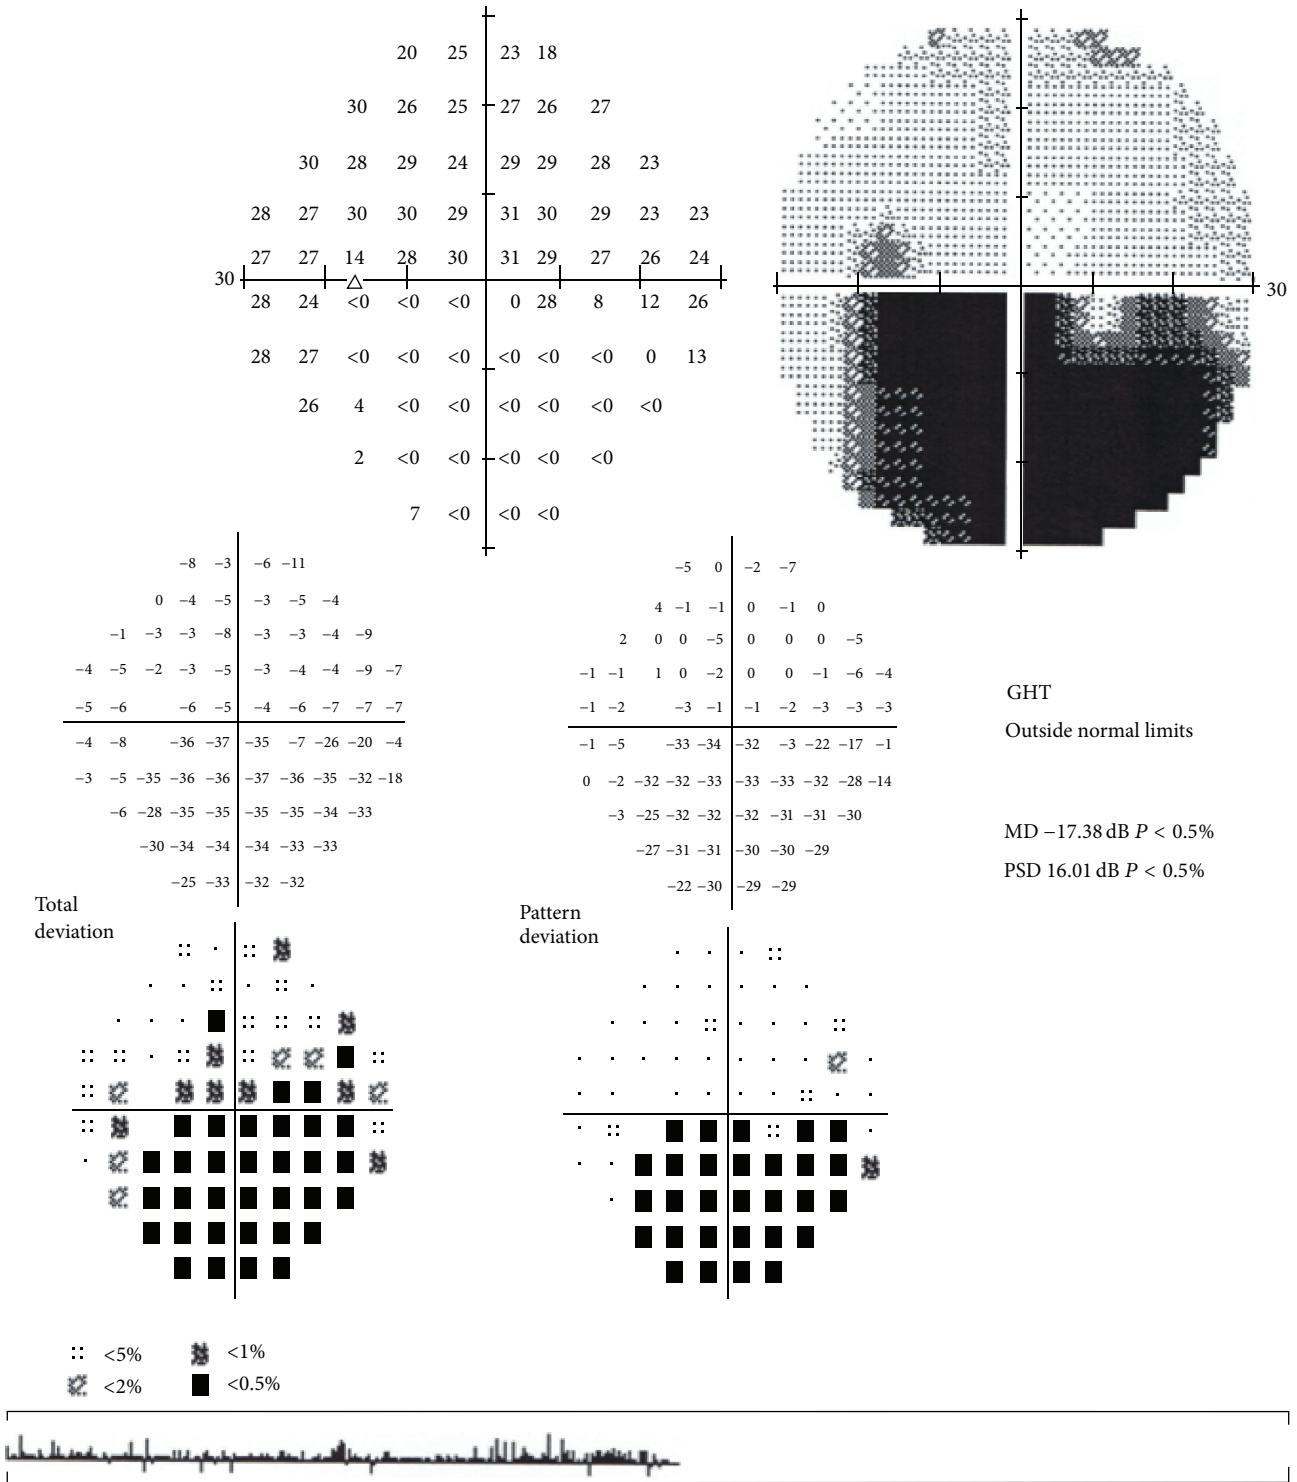 20 25 23 18
30 26 25 27 26 27
30 28 29 24 29 29 28 23
28 27 30 30 29 31 30 29 23 23
27 27 14 28 30 31 29 27 26 24
30
30
28 24 <0 <0 <0 0 28 8 12 26
28 27 <0 <0 <0 <0 <0 <0 0 13
26 4 <0 <0 <0 <0 <0 <0
2 <0 <0 <0 <0 <0
7 <0 <0 <0
−8 −3 −6 −11
0 −4 −5 −3 −5 −4
−1 −3 −3 −8 −3 −3 −4 −9
−4 −5 −2 −3 −5 −3 −4 −4 −9 −7
−5 −6 −6 −5 −4 −6 −7 −7 −7
−4 −8 −36 −37 −35 −7 −26 −20 −4
−3 −5 −35 −36 −36 −37 −36 −35 −32 −18
−6 −28 −35 −35 −35 −35 −34 −33
−30 −34 −34 −34 −33 −33
−25 −33 −32 −32
Total
deviation
−5 0 −2 −7
4 −1 −1 0 −1 0
2 0 0 −5 0 0 0 −5
−1 −1 1 0 −2 0 0 −1 −6 −4
−1 −2 −3 −1 −1 −2 −3 −3 −3
−1 −5 −33 −34 −32 −3 −22 −17 −1
0 −2 −32 −32 −33 −33 −33 −32 −28 −14
−3 −25 −32 −32 −32 −31 −31 −30
−27 −31 −31 −30 −30 −29
−22 −30 −29 −29
Pattern
deviation
GHT
Outside normal limits
MD −17.38 dB P < 0.5%
PSD 16.01 dB P < 0.5%
<5% <1%
<2% <0.5%